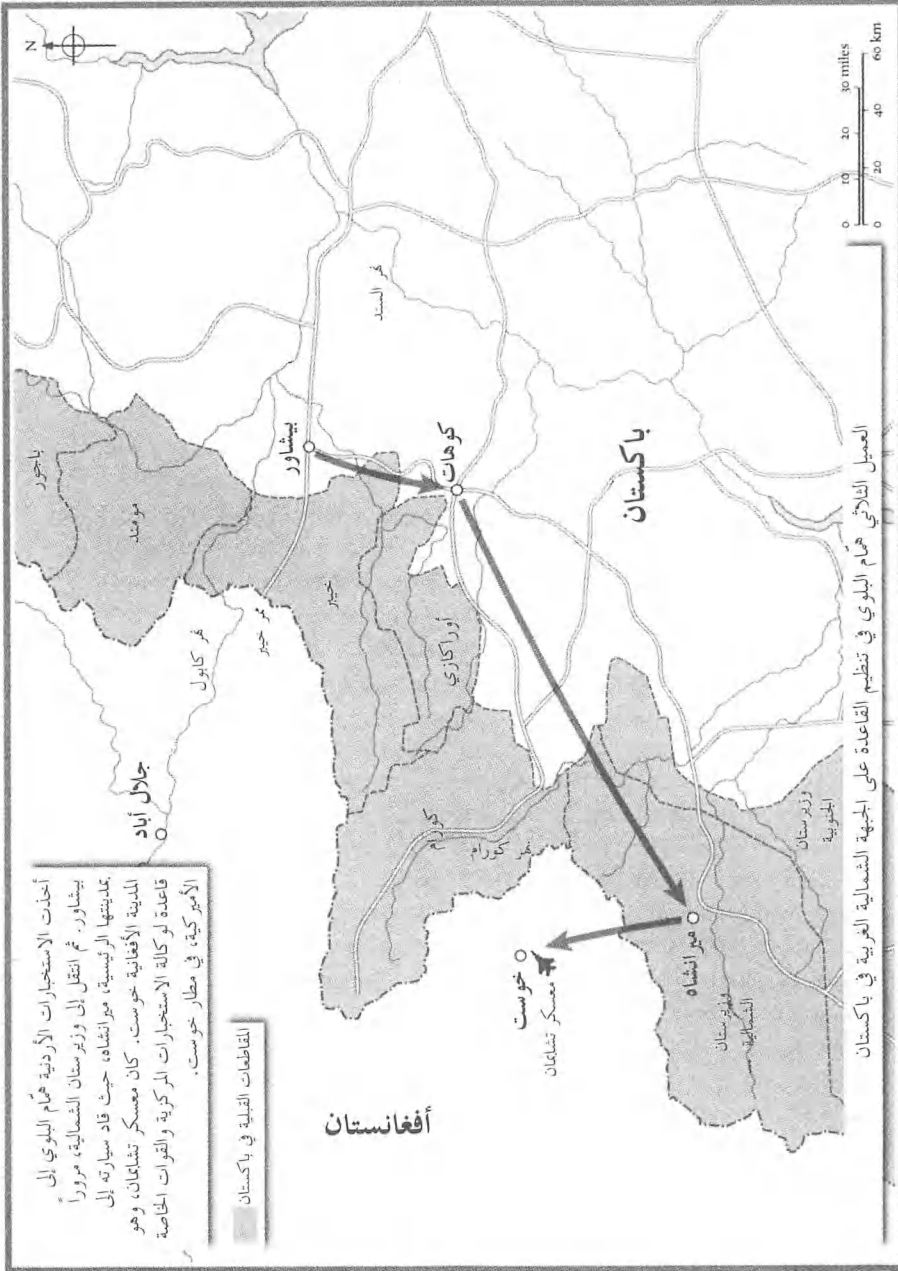 أخذت الاستخبارات الأردنية همّام البلوي إلى
بيشاور. ثم انتقل إلى وزيرستان الشمالية، مروراً
بمدينتها الرئيسية، ميرانشاه، حيث قاد سيارته إلى
المدينة الأفغانية خوست. كان معسكر تشابمان، وهو
قاعدة لوكالة الاستخبارات المركزية والقوات الخاصة
الأميركية، في مطار خوست.
المقاطعات القبلية في باكستان
N
باجور
مومند
جلال أباد
نهر كابول
ممر خيبر
بيشاور
خيبر
نهر السند
كوهات
أوراكازي
كورام
نهر كورام
باكستان
أفغانستان
خوست
معسكر تشابمان
ميرانشاه
وزيرستان
الشمالية
وزيرستان
الجنوبية
0 10 20 30 miles
0 20 40 60 km
العميل الثلاثي همّام البلوي في تنظيم القاعدة على الجبهة الشمالية الغربية في باكستان